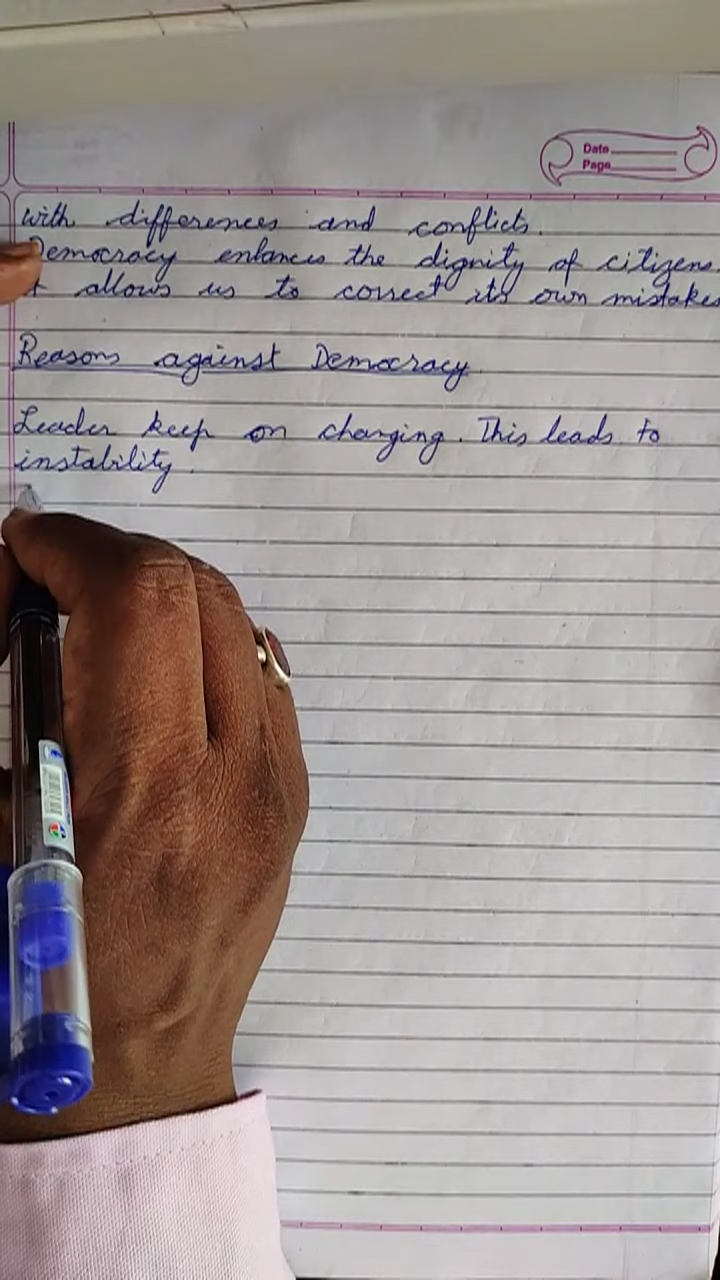 Date
Page
with differences and conflicts.
Democracy enhances the dignity of citizens.
It allows us to correct its own mistakes
Reasons against Democracy
Leader keep on changing. This leads to
instability.